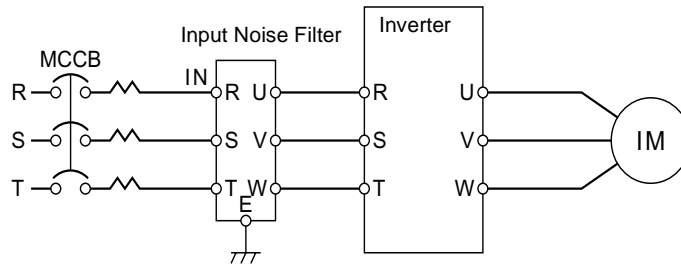 Input Noise Filter
Inverter
MCCB
IN
R R U R U
S S V S V IM
T T W T W
E